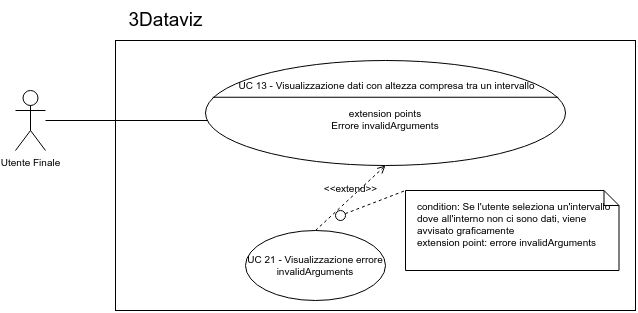 3Dataviz
UC 13 - Visualizzazione dati con altezza compresa tra un intervallo
extension points
Errore invalidArguments
Utente Finale
<<extend>>
condition: Se l'utente seleziona un'intervallo
dove all'interno non ci sono dati, viene
avvisato graficamente
extension point: errore invalidArguments
UC 21 - Visualizzazione errore
invalidArguments